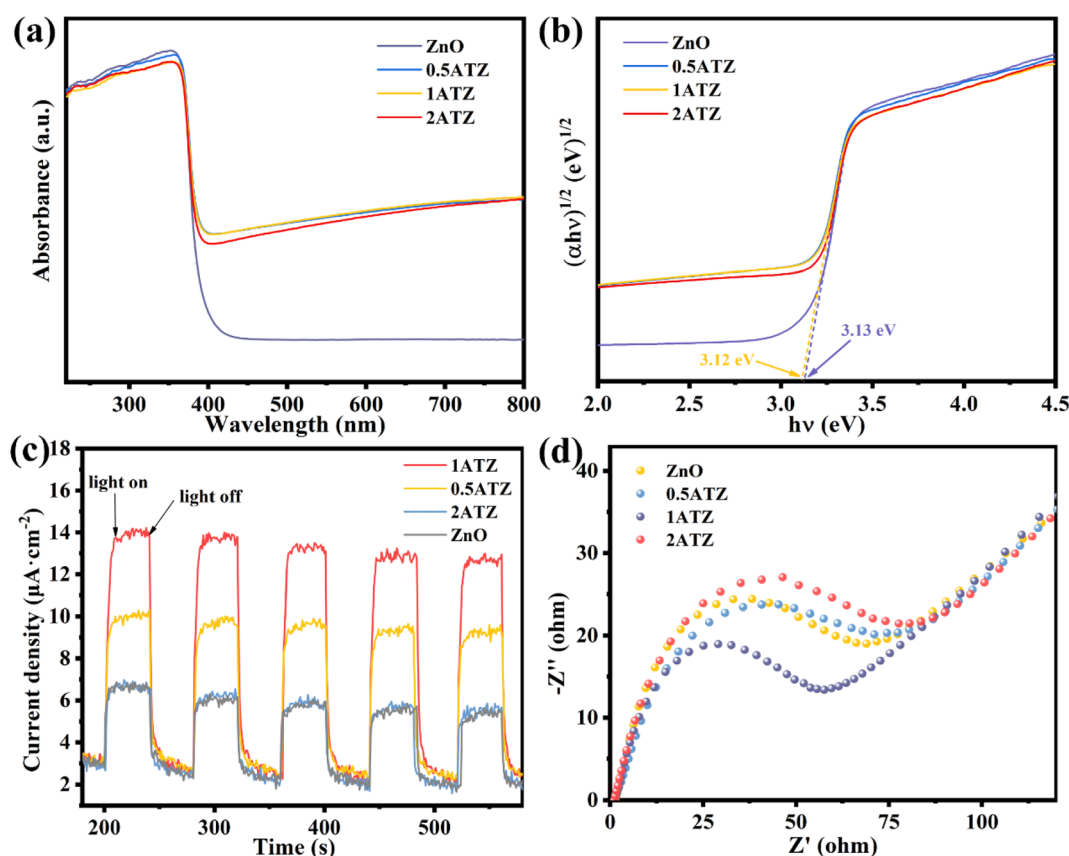 (a)
ZnO
0.5ATZ
1ATZ
2ATZ
Absorbance (a.u.)
300 400 500 600 700 800
Wavelength (nm)
(b)
ZnO
0.5ATZ
1ATZ
2ATZ
(αhν)^1/2 (eV)^1/2
3.13 eV
3.12 eV
2.0 2.5 3.0 3.5 4.0 4.5
hν (eV)
(c)
18
16
14
12
10
8
6
4
2
1ATZ
0.5ATZ
2ATZ
ZnO
light on
light off
Current density (μA·cm⁻²)
200 300 400 500
Time (s)
(d)
40
30
20
10
0
ZnO
0.5ATZ
1ATZ
2ATZ
-Z'' (ohm)
0 25 50 75 100
Z' (ohm)